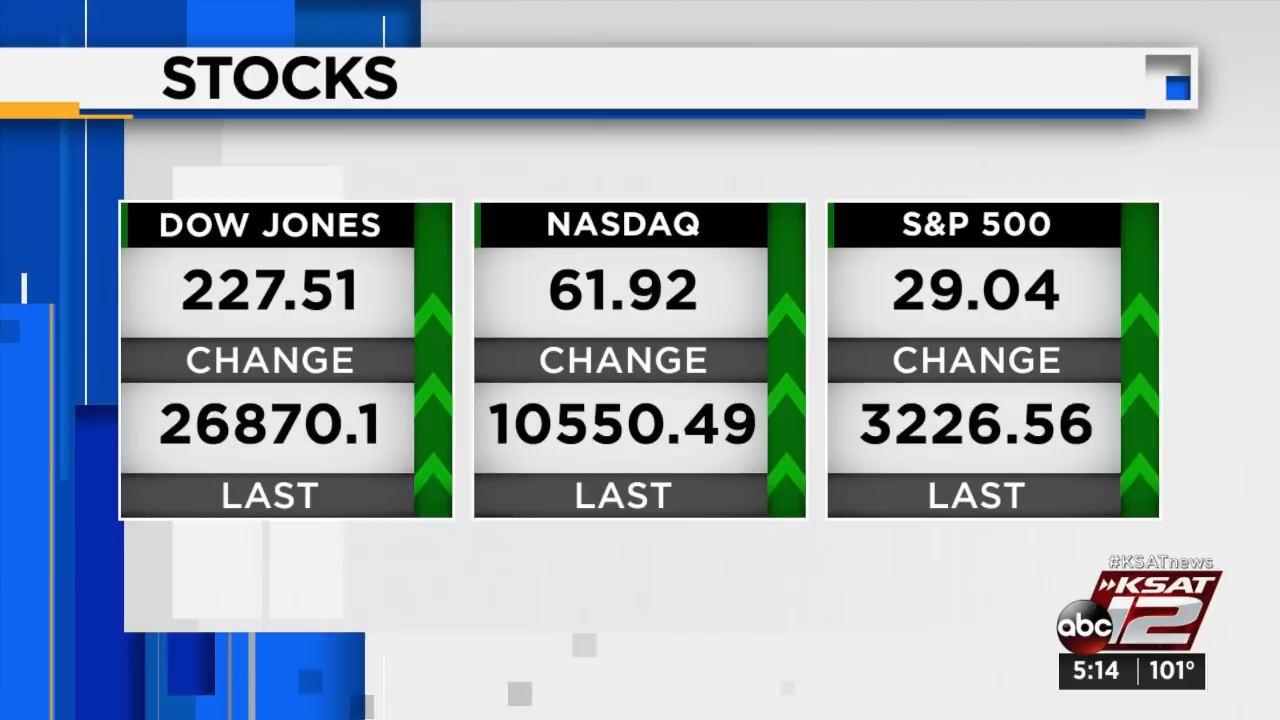 STOCKS
DOW JONES
227.51
CHANGE
26870.1
LAST
NASDAQ
61.92
CHANGE
10550.49
LAST
S&P 500
29.04
CHANGE
3226.56
LAST
#KSATnews
KSAT
abc 12
5:14 101°